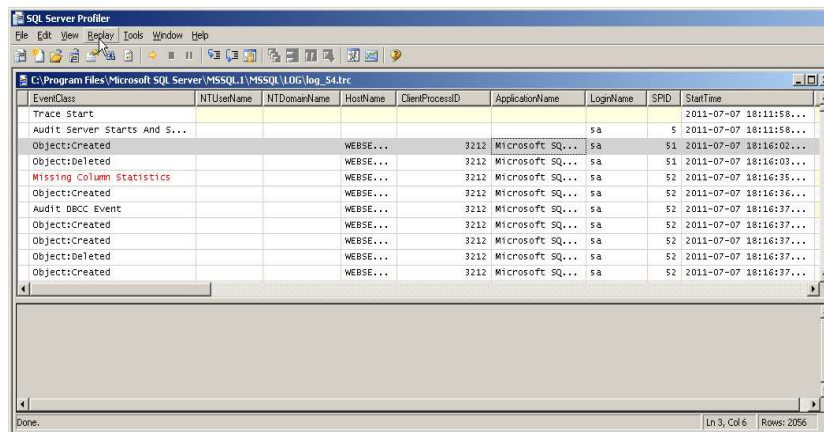 SQL Server Profiler
File Edit View Replay Tools Window Help
C:\Program Files\Microsoft SQL Server\MSSQL.1\MSSQL\LOG\log_54.trc
EventClass NTUserName NTDomainName HostName ClientProcessID ApplicationName LoginName SPID StartTime
Trace Start 2011-07-07 18:11:58...
Audit Server Starts And S... sa 5 2011-07-07 18:11:58...
Object:Created WEBSE... 3212 Microsoft SQ... sa 51 2011-07-07 18:16:02...
Object:Deleted WEBSE... 3212 Microsoft SQ... sa 51 2011-07-07 18:16:03...
Missing Column Statistics WEBSE... 3212 Microsoft SQ... sa 52 2011-07-07 18:16:35...
Object:Created WEBSE... 3212 Microsoft SQ... sa 52 2011-07-07 18:16:36...
Audit DBCC Event WEBSE... 3212 Microsoft SQ... sa 52 2011-07-07 18:16:37...
Object:Created WEBSE... 3212 Microsoft SQ... sa 52 2011-07-07 18:16:37...
Object:Created WEBSE... 3212 Microsoft SQ... sa 52 2011-07-07 18:16:37...
Object:Deleted WEBSE... 3212 Microsoft SQ... sa 52 2011-07-07 18:16:37...
Object:Created WEBSE... 3212 Microsoft SQ... sa 52 2011-07-07 18:16:37...
Done. Ln 3, Col 6 Rows: 2056